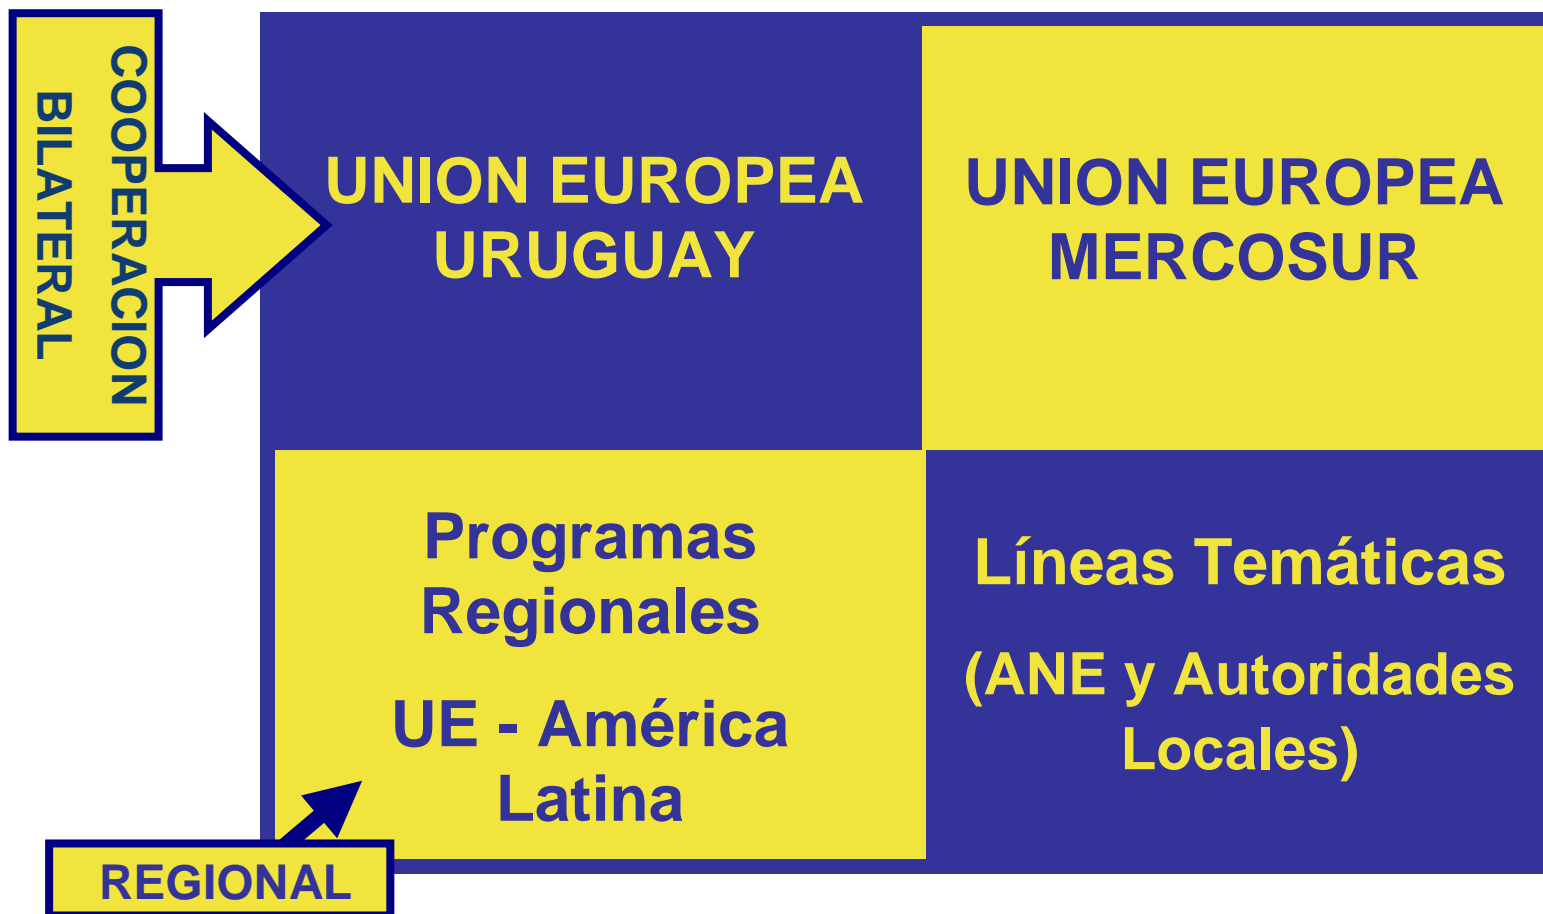 COOPERACION
BILATERAL
UNION EUROPEA
URUGUAY
UNION EUROPEA
MERCOSUR
Programas
Regionales
UE - América
Latina
Líneas Temáticas
(ANE y Autoridades
Locales)
REGIONAL